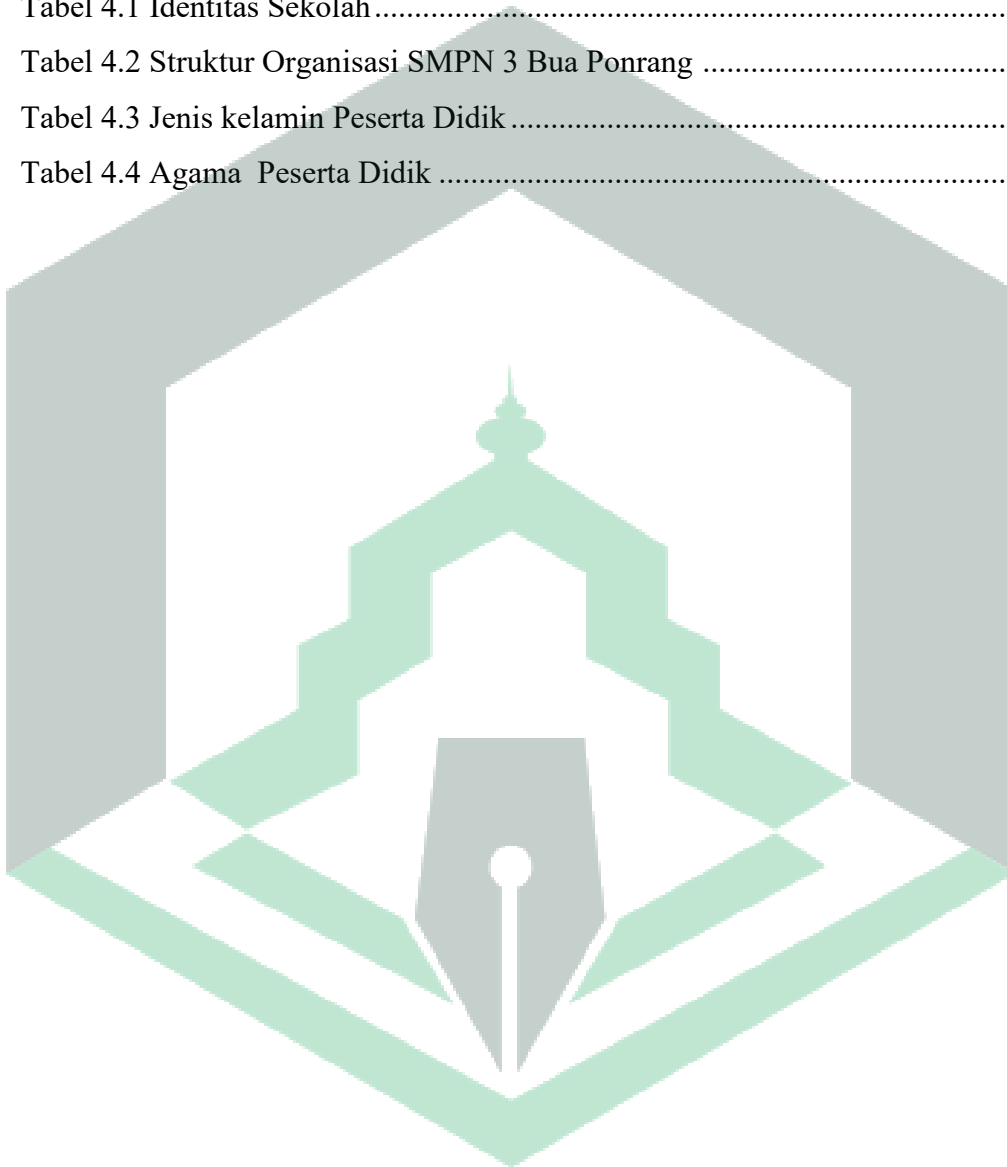 Tabel 4.1 Identitas Sekolah........................................................................
Tabel 4.2 Struktur Organisasi SMPN 3 Bua Ponrang ..................................
Tabel 4.3 Jenis kelamin Peserta Didik.........................................................
Tabel 4.4 Agama  Peserta Didik ..................................................................